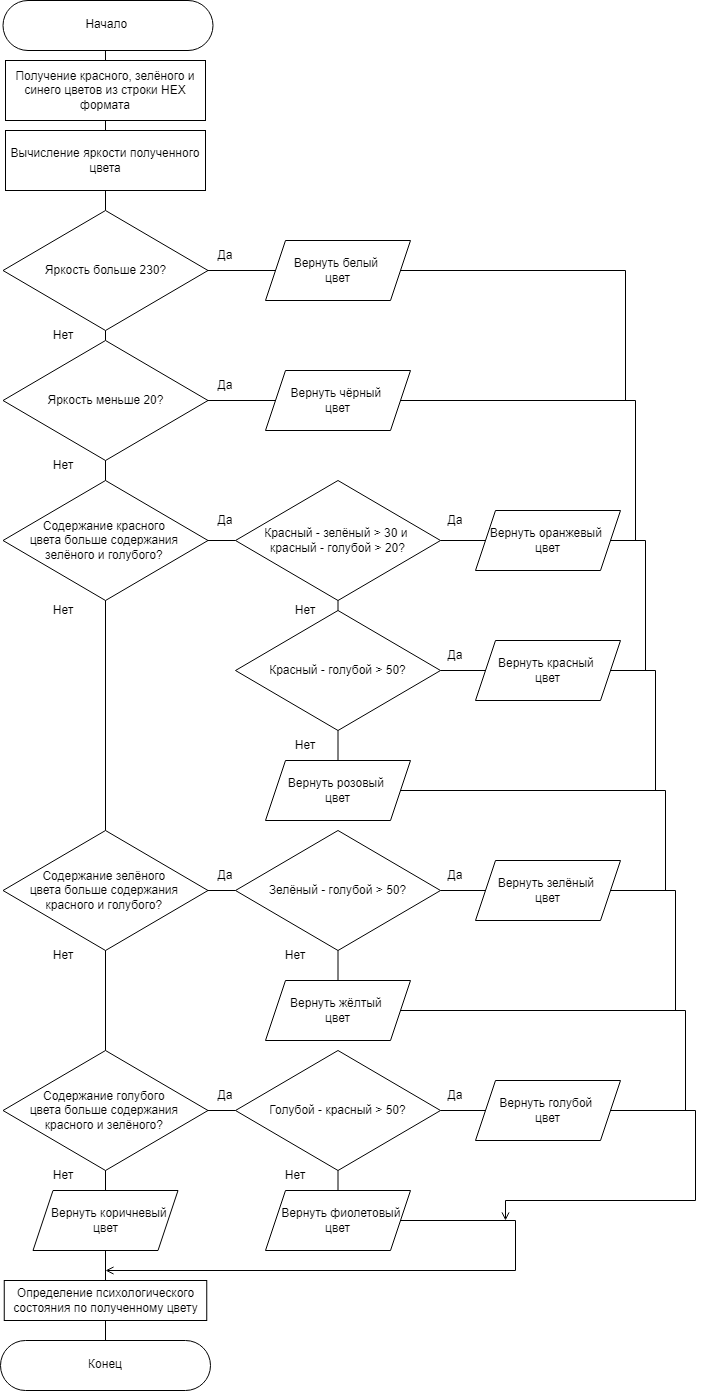 Начало
Получение красного, зелёного и
синего цветов из строки HEX
формата
Вычисление яркости полученного
цвета
Яркость больше 230?
Да
Вернуть белый
цвет
Нет
Яркость меньше 20?
Да
Вернуть чёрный
цвет
Нет
Содержание красного
цвета больше содержания
зелёного и голубого?
Да
Красный - зелёный > 30 и
красный - голубой > 20?
Да
Вернуть оранжевый
цвет
Нет
Нет
Красный - голубой > 50?
Да
Вернуть красный
цвет
Нет
Вернуть розовый
цвет
Содержание зелёного
цвета больше содержания
красного и голубого?
Да
Зелёный - голубой > 50?
Да
Вернуть зелёный
цвет
Нет
Нет
Вернуть жёлтый
цвет
Содержание голубого
цвета больше содержания
красного и зелёного?
Да
Голубой - красный > 50?
Да
Вернуть голубой
цвет
Нет
Нет
Вернуть коричневый
цвет
Вернуть фиолетовый
цвет
Определение психологического
состояния по полученному цвету
Конец